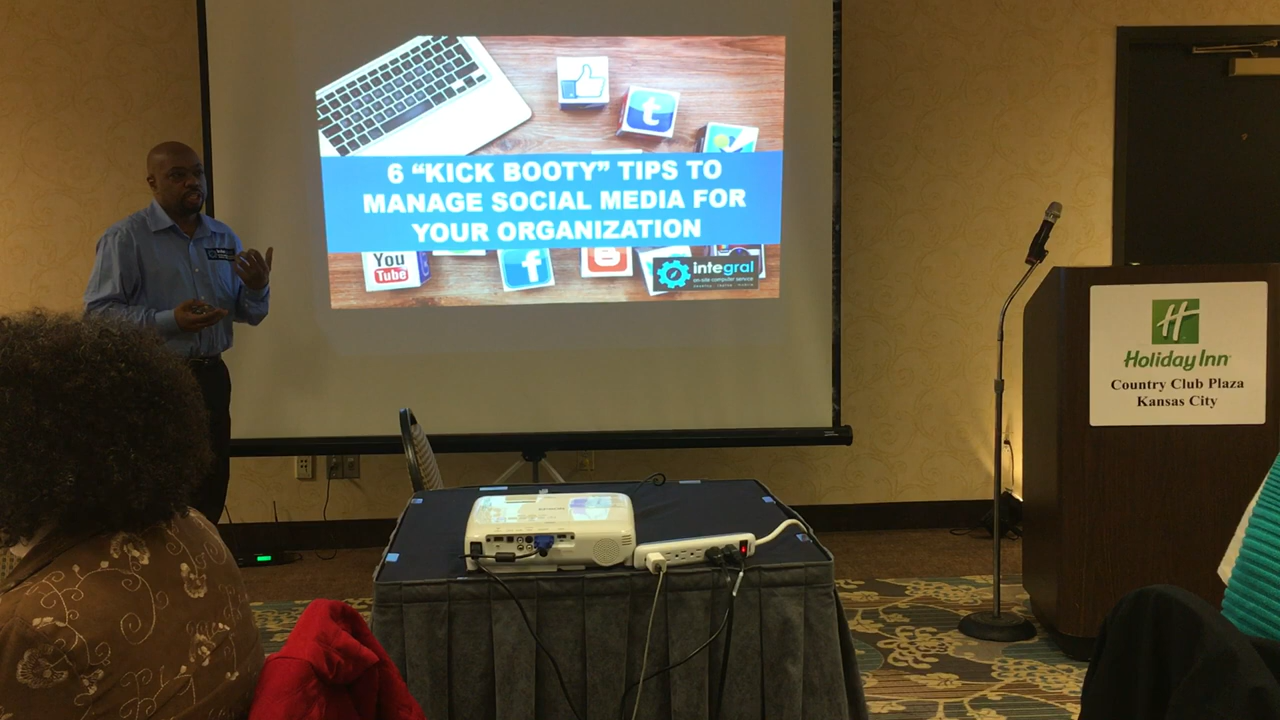 6 “KICK BOOTY” TIPS TO
MANAGE SOCIAL MEDIA FOR
YOUR ORGANIZATION
You
Tube
integral
on-site computer service
Holiday Inn
Country Club Plaza
Kansas City
EPSON